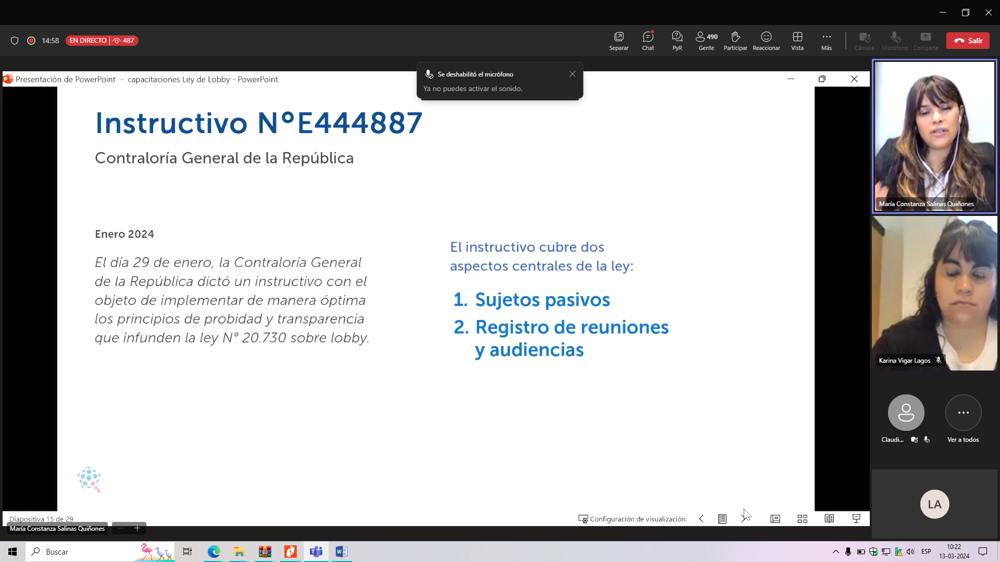 14:58
EN DIRECTO 487
Separar
Chat
PyR
490
Gente
Participar
Reaccionar
Vista
Más
Cámara
Micrófono
Comparte
Salir
Presentación de PowerPoint - capacitaciones Ley de Lobby - PowerPoint
Se deshabilitó el micrófono
Ya no puedes activar el sonido.
Instructivo N°E444887
Contraloría General de la República
Enero 2024
El día 29 de enero, la Contraloría General
de la República dictó un instructivo con el
objeto de implementar de manera óptima
los principios de probidad y transparencia
que infunden la ley N° 20.730 sobre lobby.
El instructivo cubre dos
aspectos centrales de la ley:
1. Sujetos pasivos
2. Registro de reuniones
y audiencias
María Constanza Salinas Quiñones
Karina Vigar Lagos
Claudi...
Ver a todos
LA
Diapositiva 15 de 29
Configuración de visualización
María Constanza Salinas Quiñones
Buscar
ESP
10:22
13-03-2024